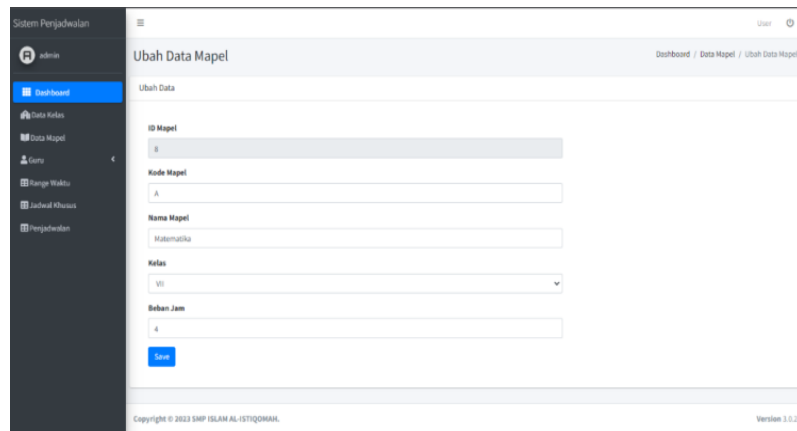 Sistem Penjadwalan
User
admin
Ubah Data Mapel
Dashboard / Data Mapel / Ubah Data Mapel
Dashboard
Data Kelas
Data Mapel
Guru
Range Waktu
Jadwal Khusus
Penjadwalan
Ubah Data
ID Mapel
8
Kode Mapel
A
Nama Mapel
Matematika
Kelas
VII
Beban Jam
4
Save
Copyright © 2023 SMP ISLAM AL-ISTIQOMAH.
Version 3.0.2